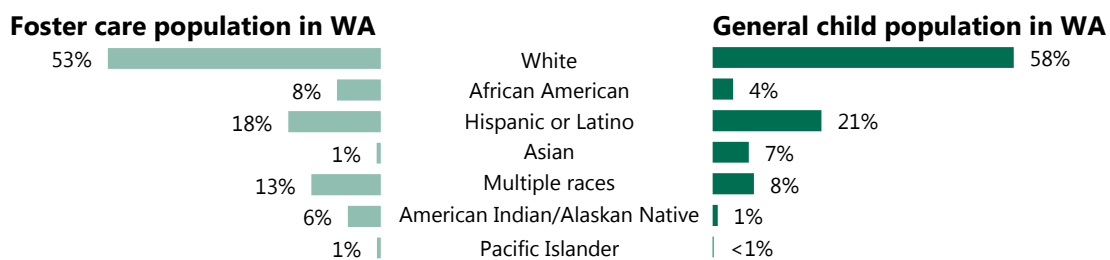 Foster care population in WA General child population in WA
53% White 58%
8% African American 4%
18% Hispanic or Latino 21%
1% Asian 7%
13% Multiple races 8%
6% American Indian/Alaskan Native 1%
1% Pacific Islander <1%